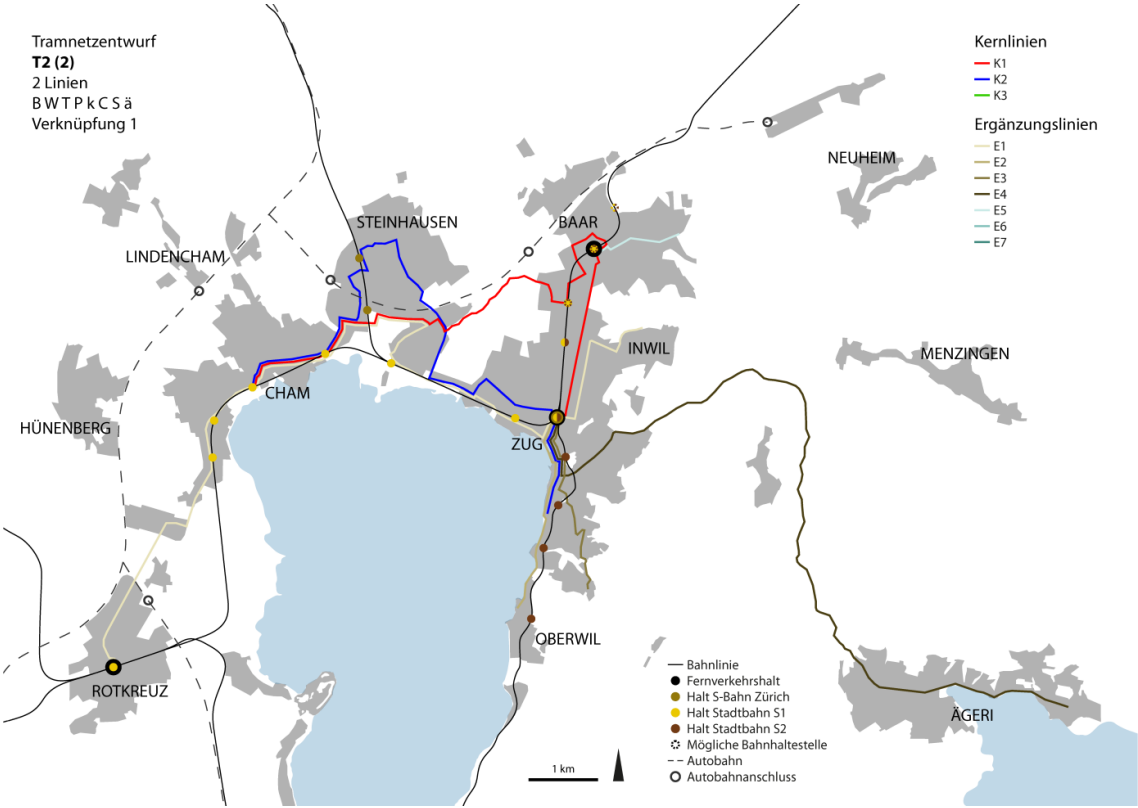 Tramnetzentwurf
T2 (2)
2 Linien
B W T P k C S ä
Verknüpfung 1
Kernlinien
K1
K2
K3
Ergänzungslinien
E1
E2
E3
E4
E5
E6
E7
NEUHEIM
STEINHAUSEN
BAAR
LINDENCHAM
INWIL
MENZINGEN
CHAM
HÜNENBERG
ZUG
OBERWIL
ROTKREUZ
ÄGERI
Bahnlinie
Fernverkehrshalt
Halt S-Bahn Zürich
Halt Stadtbahn S1
Halt Stadtbahn S2
Mögliche Bahnhaltestelle
Autobahn
Autobahnanschluss
1 km